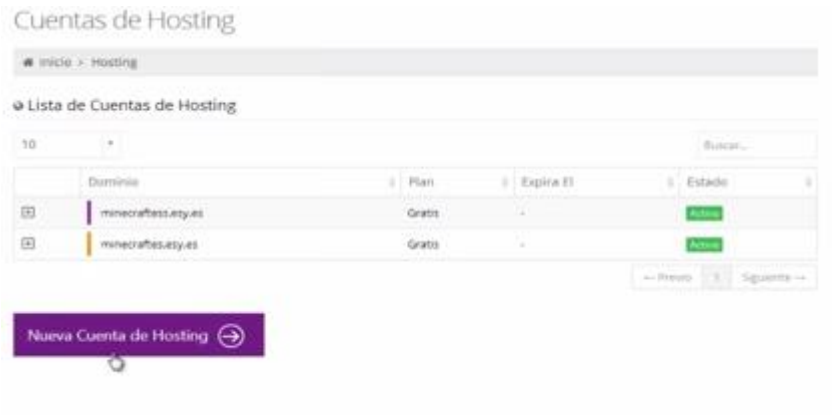 Cuentas de Hosting
Inicio > Hosting
Lista de Cuentas de Hosting
10
Buscar...
Dominio Plan Expira El Estado
minecraftess.esy.es Gratis - Activo
minecraftes.esy.es Gratis - Activo
← Previo 1 Siguiente →
Nueva Cuenta de Hosting